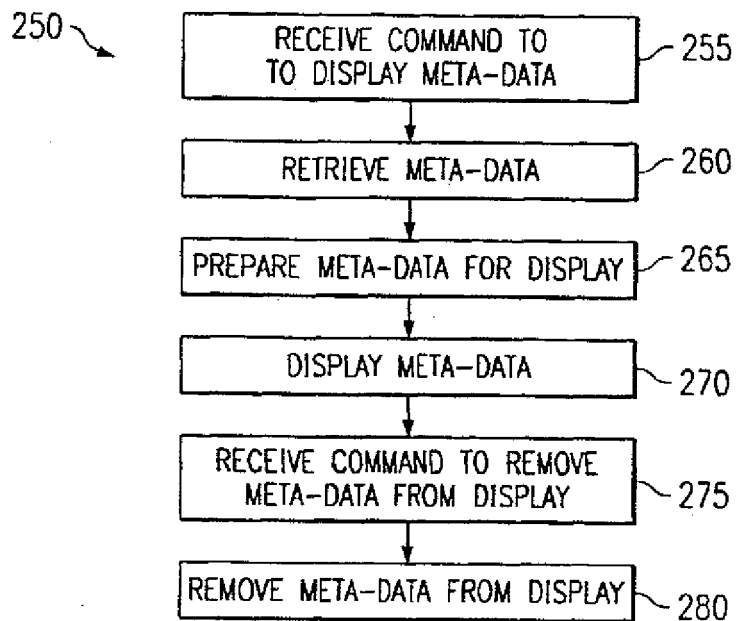 250
RECEIVE COMMAND TO
TO DISPLAY META-DATA
255
RETRIEVE META-DATA
260
PREPARE META-DATA FOR DISPLAY
265
DISPLAY META-DATA
270
RECEIVE COMMAND TO REMOVE
META-DATA FROM DISPLAY
275
REMOVE META-DATA FROM DISPLAY
280